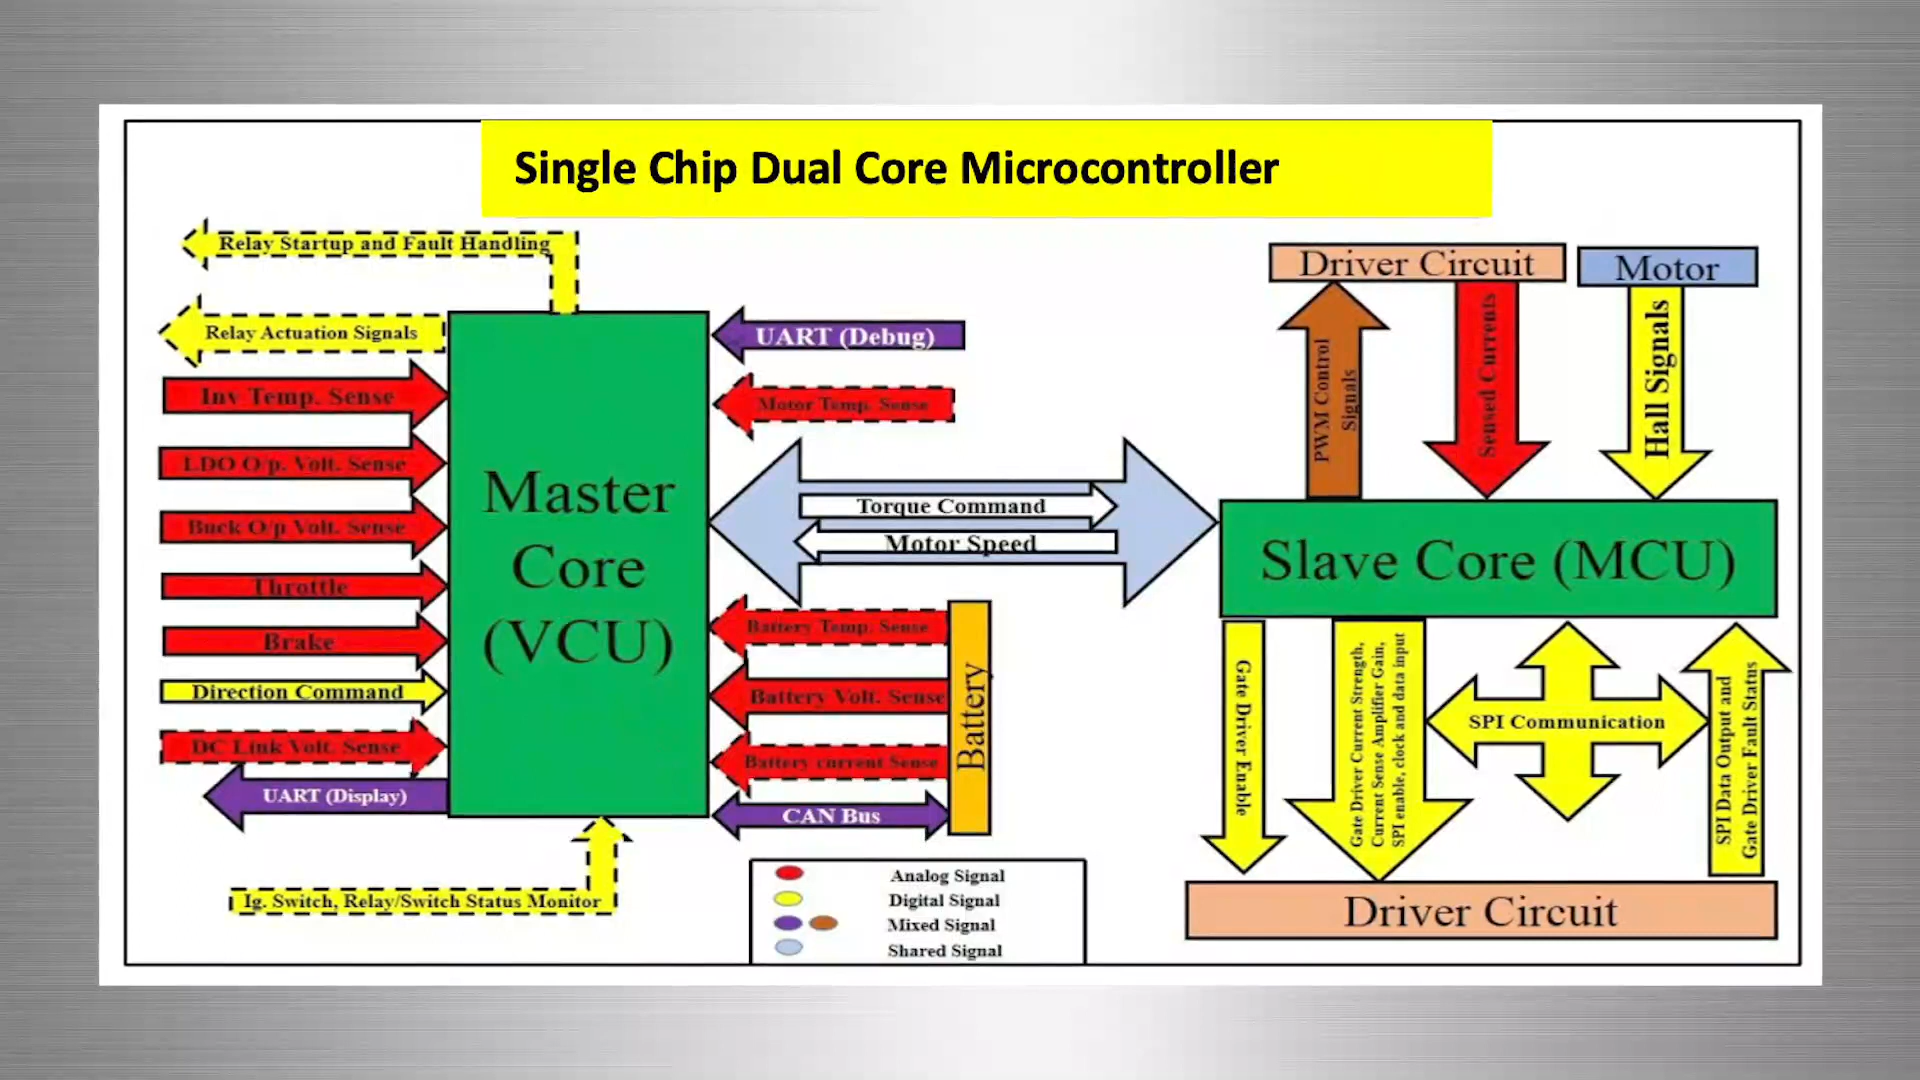 Single Chip Dual Core Microcontroller
Relay Startup and Fault Handling
Relay Actuation Signals
Inv Temp. Sense
LDO O/p. Volt. Sense
Buck O/p Volt. Sense
Throttle
Brake
Direction Command
DC Link Volt. Sense
UART (Display)
Ig. Switch, Relay/Switch Status Monitor
Master
Core
(VCU)
UART (Debug)
Motor Temp. Sense
Torque Command
Motor Speed
Battery Temp. Sense
Battery Volt. Sense
Battery current Sense
CAN Bus
Battery
Analog Signal
Digital Signal
Mixed Signal
Shared Signal
Driver Circuit
Motor
PWM Control
Signals
Sensed Currents
Hall Signals
Slave Core (MCU)
Gate Driver Enable
Gate Driver Current Strength,
Current Sense Amplifier Gain,
SPI enable, clock and data input
SPI Communication
SPI Data Output and
Gate Driver Fault Status
Driver Circuit